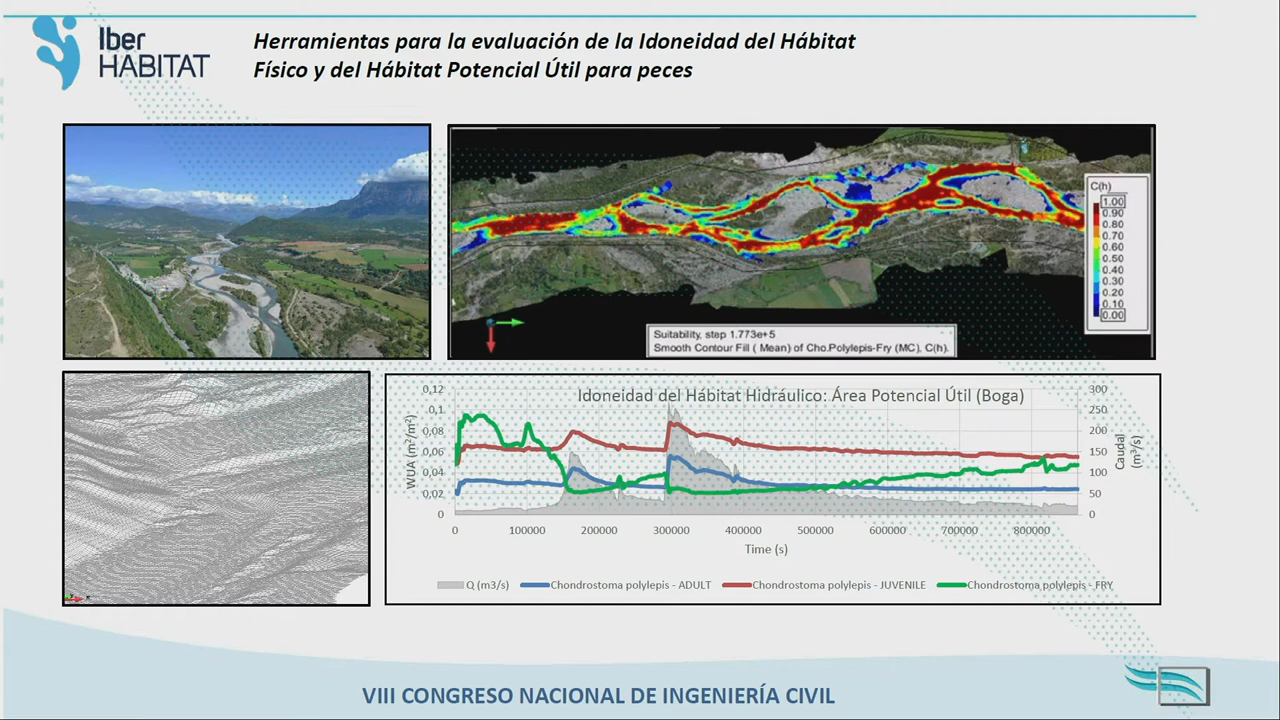 Iber
HABITAT
Herramientas para la evaluación de la Idoneidad del Hábitat
Físico y del Hábitat Potencial Útil para peces
C(h)
1.00
0.90
0.80
0.70
0.60
0.50
0.40
0.30
0.20
0.10
0.00
Suitability, step 1.773e+5
Smooth Contour Fill ( Mean) of Cho.Polylepis-Fry (MC), C(h).
Idoneidad del Hábitat Hidráulico: Área Potencial Útil (Boga)
WUA (m²/m²)
0,12
0,1
0,08
0,06
0,04
0,02
0
300
250
200
150
100
50
0
Caudal
(m³/s)
0 100000 200000 300000 400000 500000 600000 700000 800000
Time (s)
Q (m3/s) Chondrostoma polylepis - ADULT Chondrostoma polylepis - JUVENILE Chondrostoma polylepis - FRY
VIII CONGRESO NACIONAL DE INGENIERÍA CIVIL